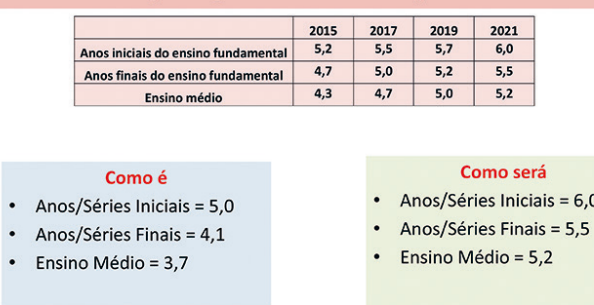 2015 2017 2019 2021
Anos iniciais do ensino fundamental 5,2 5,5 5,7 6,0
Anos finais do ensino fundamental 4,7 5,0 5,2 5,5
Ensino médio 4,3 4,7 5,0 5,2
Como é
• Anos/Séries Iniciais = 5,0
• Anos/Séries Finais = 4,1
• Ensino Médio = 3,7
Como será
• Anos/Séries Iniciais = 6,0
• Anos/Séries Finais = 5,5
• Ensino Médio = 5,2